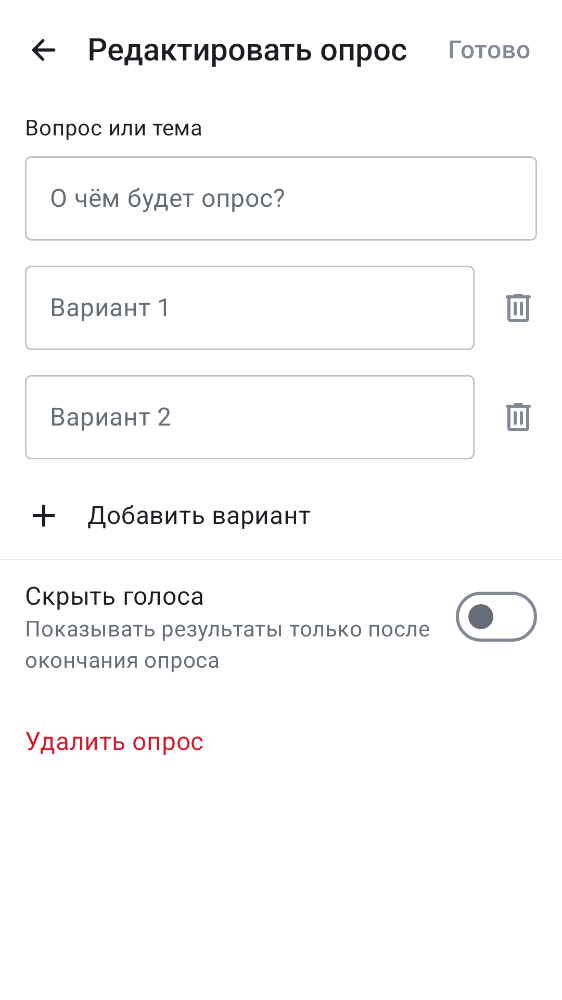 Редактировать опрос
Готово
Вопрос или тема
О чём будет опрос?
Вариант 1
Вариант 2
Добавить вариант
Скрыть голоса
Показывать результаты только после
окончания опроса
Удалить опрос